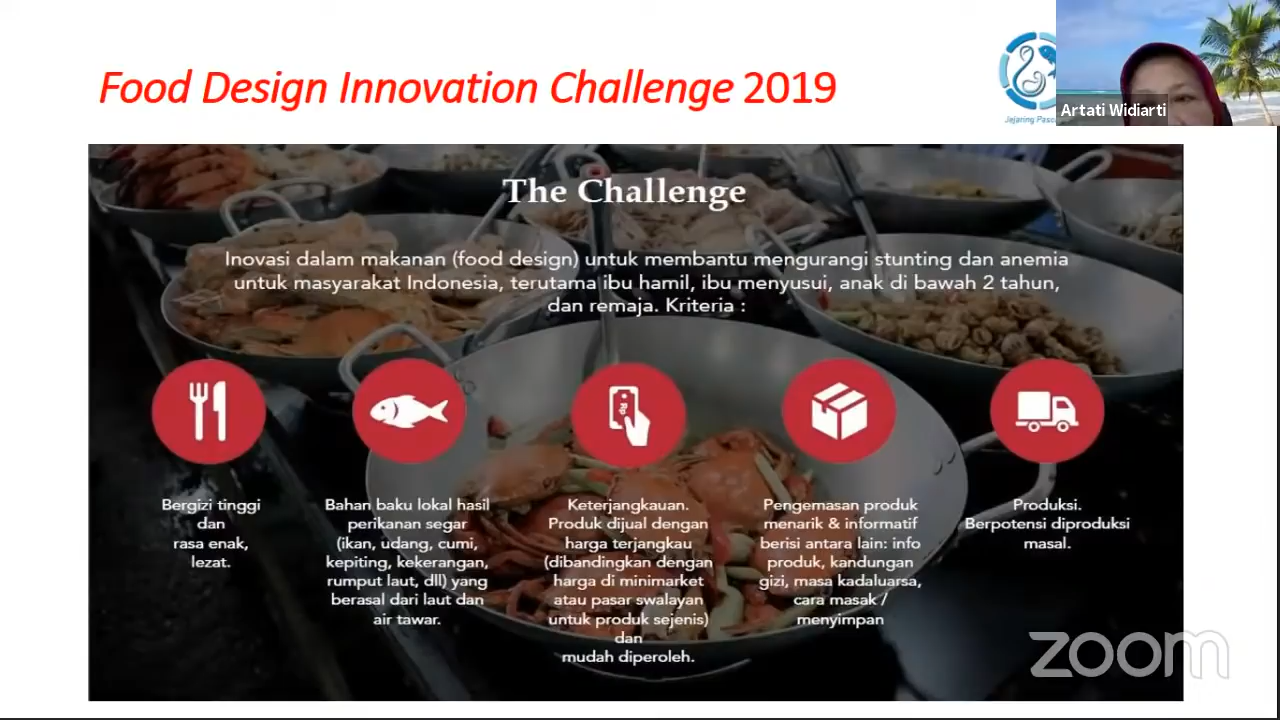 Food Design Innovation Challenge 2019
Jejaring
Artati Widiarti
The Challenge
Inovasi dalam makanan (food design) untuk membantu mengurangi stunting dan anemia
untuk masyarakat Indonesia, terutama ibu hamil, ibu menyusui, anak di bawah 2 tahun,
dan remaja. Kriteria :
Rp
Bergizi tinggi
dan
rasa enak,
lezat.
Bahan baku lokal hasil
perikanan segar
(ikan, udang, cumi,
kepiting, kekerangan,
rumput laut, dll) yang
berasal dari laut dan
air tawar.
Keterjangkauan.
Produk dijual dengan
harga terjangkau
(dibandingkan dengan
harga di minimarket
atau pasar swalayan
untuk produk sejenis)
dan
mudah diperoleh.
Pengemasan produk
menarik & informatif
berisi antara lain: info
produk, kandungan
gizi, masa kadaluarsa,
cara masak /
menyimpan
Produksi.
Berpotensi diproduksi
masal.
zoom